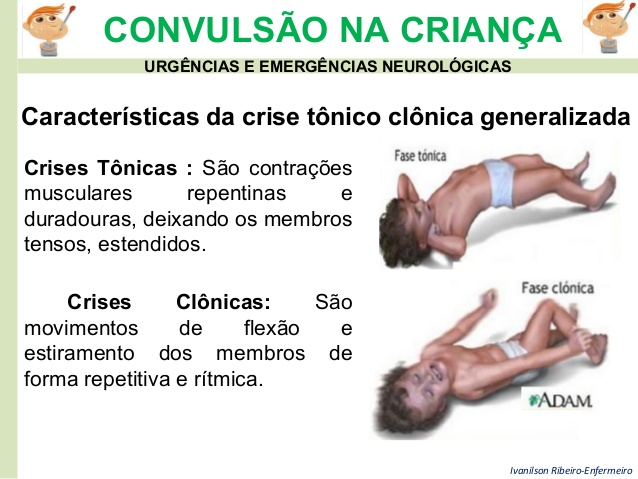 CONVULSÃO NA CRIANÇA
URGÊNCIAS E EMERGÊNCIAS NEUROLÓGICAS
Características da crise tônico clônica generalizada
Crises Tônicas : São contrações
musculares repentinas e
duradouras, deixando os membros
tensos, estendidos.
Crises Clônicas: São
movimentos de flexão e
estiramento dos membros de
forma repetitiva e rítmica.
Fase tónica
Fase clónica
ADAM.
Ivanilson Ribeiro-Enfermeiro